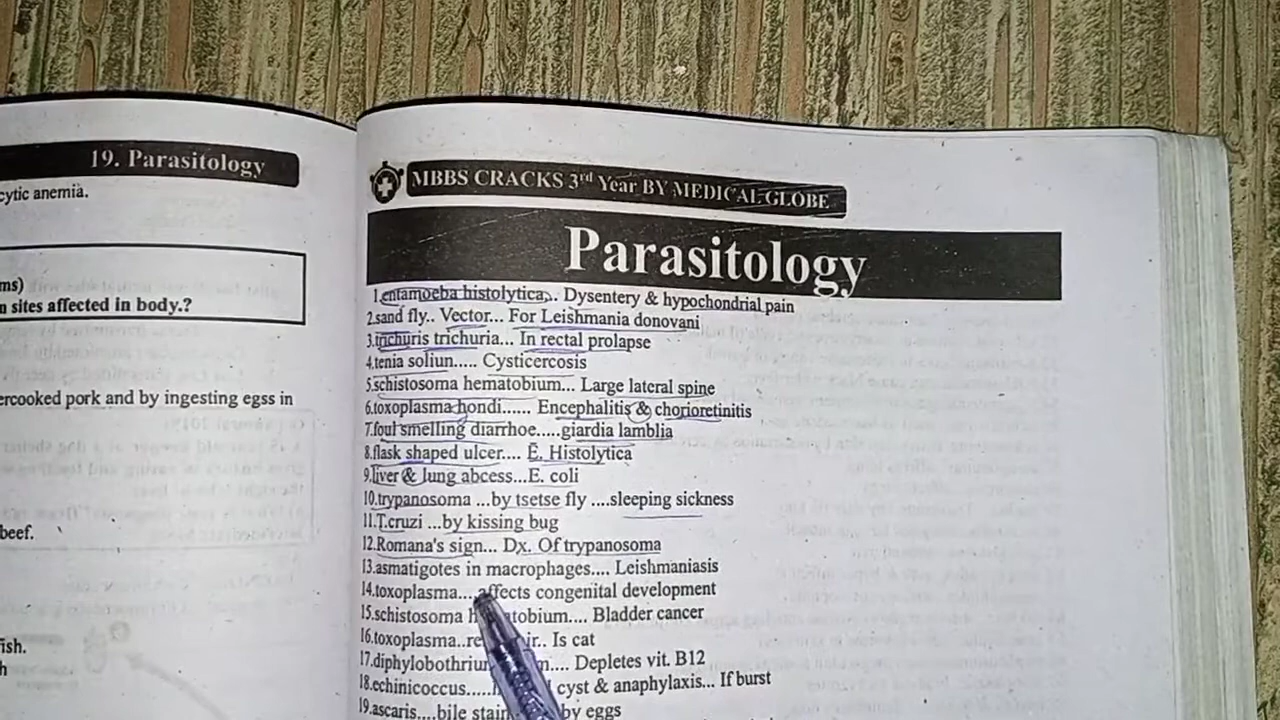 19. Parasitology
cytic anemia.
ms)
n sites affected in body.?
ercooked pork and by ingesting egss in
beef.
ish.
h
MBBS CRACKS 3rd Year BY MEDICAL GLOBE
Parasitology
1.entamoeba histolytica,.. Dysentery & hypochondrial pain
2.sand fly.. Vector... For Leishmania donovani
3.trichuris trichuria... In rectal prolapse
4.tenia soliun..... Cysticercosis
5.schistosoma hematobium... Large lateral spine
6.toxoplasma hondi...... Encephalitis & chorioretinitis
7.foul smelling diarrhoe.....giardia lamblia
8.flask shaped ulcer.... E. Histolytica
9.liver & lung abcess...E. coli
10.trypanosoma ...by tsetse fly ....sleeping sickness
11.T.cruzi ...by kissing bug
12.Romana's sign... Dx. Of trypanosoma
13.asmatigotes in macrophages.... Leishmaniasis
14.toxoplasma... affects congenital development
15.schistosoma h tobium.... Bladder cancer
16.toxoplasma..re ir.. Is cat
17.diphylobothriu .... Depletes vit. B12
18.echinicoccus..... cyst & anaphylaxis... If burst
19.ascaris....bile stain by eggs